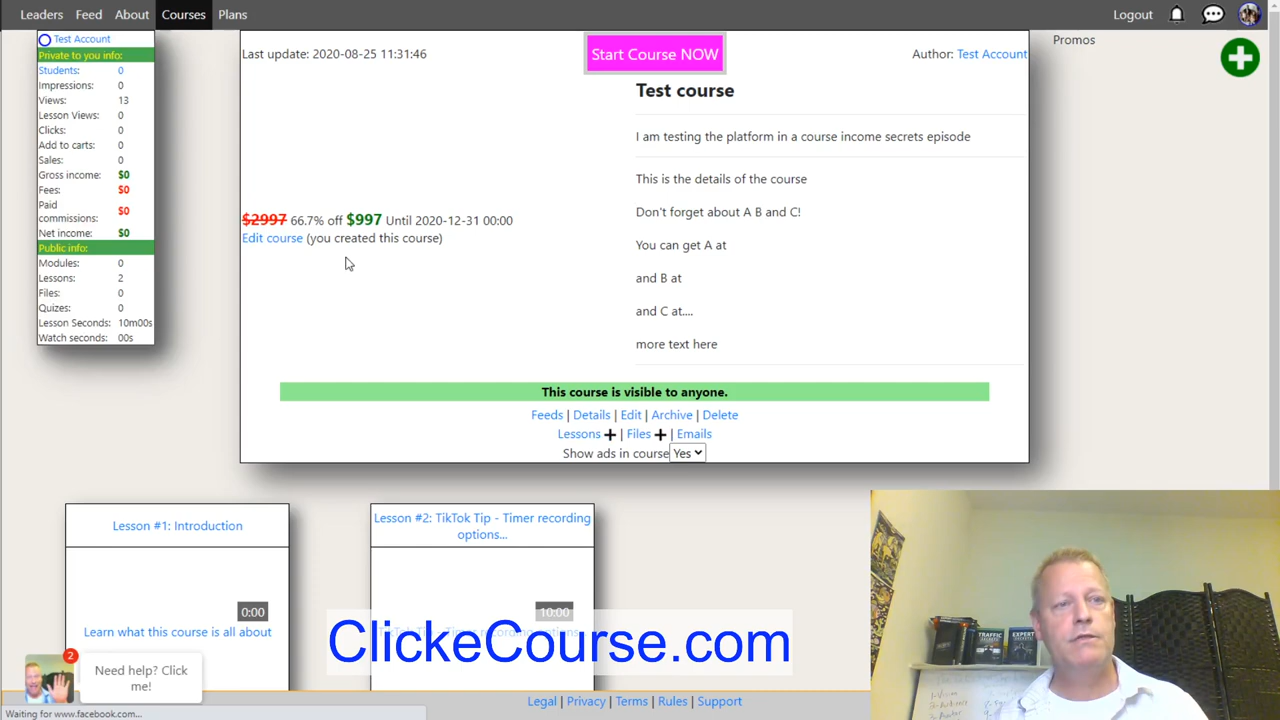 Leaders Feed About Courses Plans Logout
Test Account
Private to you info:
Students: 0
Impressions: 0
Views: 13
Lesson Views: 0
Clicks: 0
Add to carts: 0
Sales: 0
Gross income: $0
Fees: $0
Paid commissions: $0
Net income: $0
Public info:
Modules: 0
Lessons: 2
Files: 0
Quizes: 0
Lesson Seconds: 10m00s
Watch seconds: 00s
Last update: 2020-08-25 11:31:46
Start Course NOW
Author: Test Account
Promos
Test course
I am testing the platform in a course income secrets episode
This is the details of the course
Don't forget about A B and C!
You can get A at
and B at
and C at....
more text here
$2997 66.7% off $997 Until 2020-12-31 00:00
Edit course (you created this course)
This course is visible to anyone.
Feeds | Details | Edit | Archive | Delete
Lessons + | Files + | Emails
Show ads in course Yes
Lesson #1: Introduction
0:00
Learn what this course is all about
Lesson #2: TikTok Tip - Timer recording
options...
10:00
ClickeCourse.com
2
Need help? Click
me!
Legal | Privacy | Terms | Rules | Support
Waiting for www.facebook.com...
TRAFFIC
SECRETS
EXPERT
SECRETS